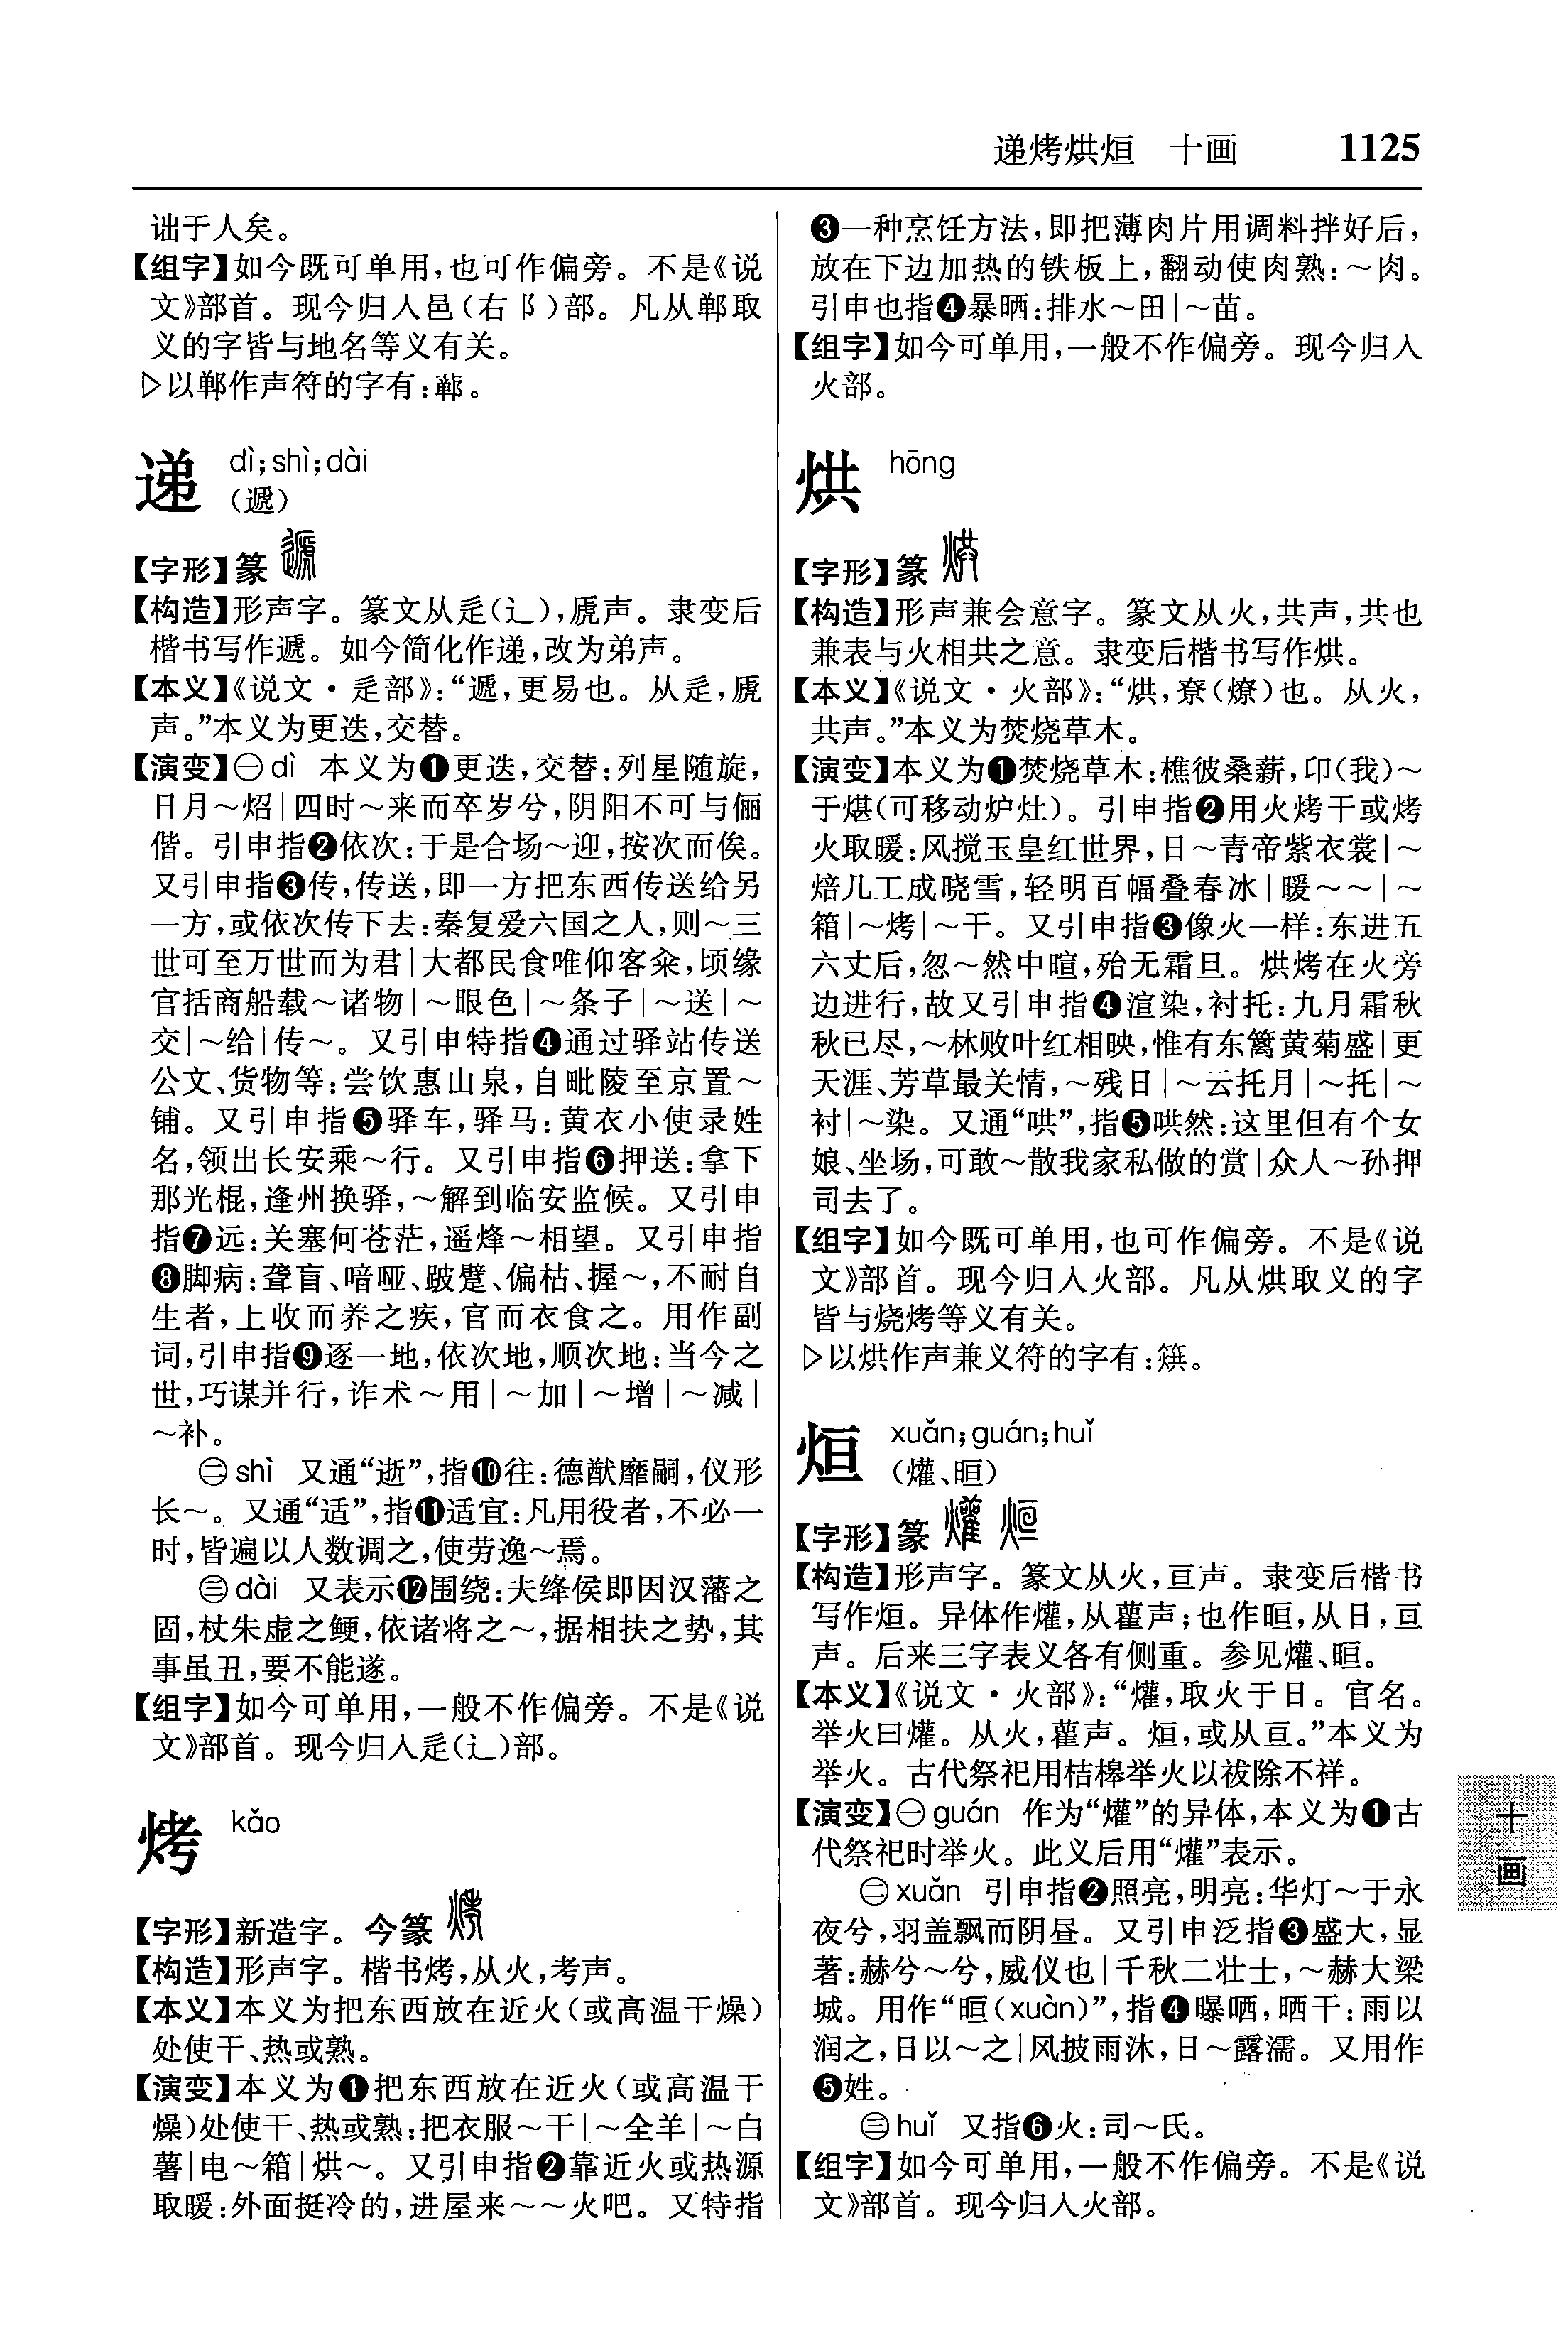 递烤烘烜 十画 1125
诎于人矣。
【组字】如今既可单用，也可作偏旁。不是《说
文》部首。现今归入邑（右阝）部。凡从郸取
义的字皆与地名等义有关。
▷以郸作声符的字有：
递 dì；shì；dài
（遞）
【字形】篆
【构造】形声字。篆文从辵（辶），虒声。隶变后
楷书写作遞。如今简化作递，改为弟声。
【本义】《说文·辵部》：“遞，更易也。从辵，虒
声。”本义为更迭，交替。
【演变】㊀dì 本义为❶更迭，交替：列星随旋，
日月～炤｜四时～来而卒岁兮，阴阳不可与俪
偕。引申指❷依次：于是合场～迎，按次而俟。
又引申指❸传，传送，即一方把东西传送给另
一方，或依次传下去：秦复爱六国之人，则～三
世可至万世而为君｜大都民食唯仰客籴，顷缘
官括商船载～诸物｜～眼色｜～条子｜～送｜～
交｜～给｜传～。又引申特指❹通过驿站传送
公文、货物等：尝饮惠山泉，自毗陵至京置～
铺。又引申指❺驿车，驿马：黄衣小使录姓
名，领出长安乘～行。又引申指❻押送：拿下
那光棍，逢州换驿，～解到临安监候。又引申
指❼远：关塞何苍茫，遥烽～相望。又引申指
❽脚病：聋盲、喑哑、跛躄、偏枯、握～，不耐自
生者，上收而养之疾，官而衣食之。用作副
词，引申指❾逐一地，依次地，顺次地：当今之
世，巧谋并行，诈术～用｜～加｜～增｜～减｜
～补。
㊁shì 又通“逝”，指❿往：德猷靡嗣，仪形
长～。又通“适”，指⓫适宜：凡用役者，不必一
时，皆遍以人数调之，使劳逸～焉。
㊂dài 又表示⓬围绕：夫绛侯即因汉藩之
固，杖朱虚之鲠，依诸将之～，据相扶之势，其
事虽丑，要不能遂。
【组字】如今可单用，一般不作偏旁。不是《说
文》部首。现今归入辵（辶）部。
烤 kǎo
【字形】新造字。今篆
【构造】形声字。楷书烤，从火，考声。
【本义】本义为把东西放在近火（或高温干燥）
处使干、热或熟。
【演变】本义为❶把东西放在近火（或高温干
燥）处使干、热或熟：把衣服～干｜～全羊｜～白
薯｜电～箱｜烘～。又引申指❷靠近火或热源
取暖：外面挺冷的，进屋来～～火吧。又特指
❸一种烹饪方法，即把薄肉片用调料拌好后，
放在下边加热的铁板上，翻动使肉熟：～肉。
引申也指❹暴晒：排水～田｜～苗。
【组字】如今可单用，一般不作偏旁。现今归入
火部。
烘 hōng
【字形】篆
【构造】形声兼会意字。篆文从火，共声，共也
兼表与火相共之意。隶变后楷书写作烘。
【本义】《说文·火部》：“烘，尞（燎）也。从火，
共声。”本义为焚烧草木。
【演变】本义为❶焚烧草木：樵彼桑薪，卬（我）～
于煁（可移动炉灶）。引申指❷用火烤干或烤
火取暖：风搅玉皇红世界，日～青帝紫衣裳｜～
焙几工成晓雪，轻明百幅叠春冰｜暖～～｜～
箱｜～烤｜～干。又引申指❸像火一样：东进五
六丈后，忽～然中暄，殆无霜旦。烘烤在火旁
边进行，故又引申指❹渲染，衬托：九月霜秋
秋已尽，～林败叶红相映，惟有东篱黄菊盛｜更
天涯、芳草最关情，～残日｜～云托月｜～托｜～
衬｜～染。又通“哄”，指❺哄然：这里但有个女
娘、坐场，可敢～散我家私做的赏｜众人～孙押
司去了。
【组字】如今既可单用，也可作偏旁。不是《说
文》部首。现今归入火部。凡从烘取义的字
皆与烧烤等义有关。
▷以烘作声兼义符的字有：篊。
烜 xuǎn；guán；huǐ
（爟、晅）
【字形】篆
【构造】形声字。篆文从火，亘声。隶变后楷书
写作烜。异体作爟，从雚声；也作晅，从日，亘
声。后来三字表义各有侧重。参见爟、晅。
【本义】《说文·火部》：“爟，取火于日。官名。
举火曰爟。从火，雚声。烜，或从亘。”本义为
举火。古代祭祀用桔槔举火以祓除不祥。
【演变】㊀guán 作为“爟”的异体，本义为❶古
代祭祀时举火。此义后用“爟”表示。
㊁xuǎn 引申指❷照亮，明亮：华灯～于永
夜兮，羽盖飘而阴昼。又引申泛指❸盛大，显
著：赫兮～兮，威仪也｜千秋二壮士，～赫大梁
城。用作“晅（xuàn）”，指❹曝晒，晒干：雨以
润之，日以～之｜风披雨沐，日～露濡。又用作
❺姓。
㊂huǐ 又指❻火：司～氏。
【组字】如今可单用，一般不作偏旁。不是《说
文》部首。现今归入火部。
十
画